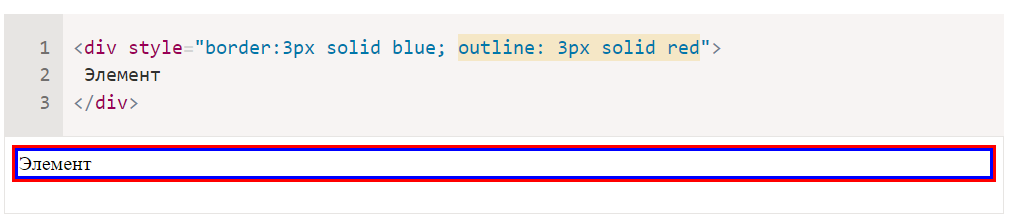 1 <div style="border:3px solid blue; outline: 3px solid red">
2 Элемент
3 </div>
Элемент